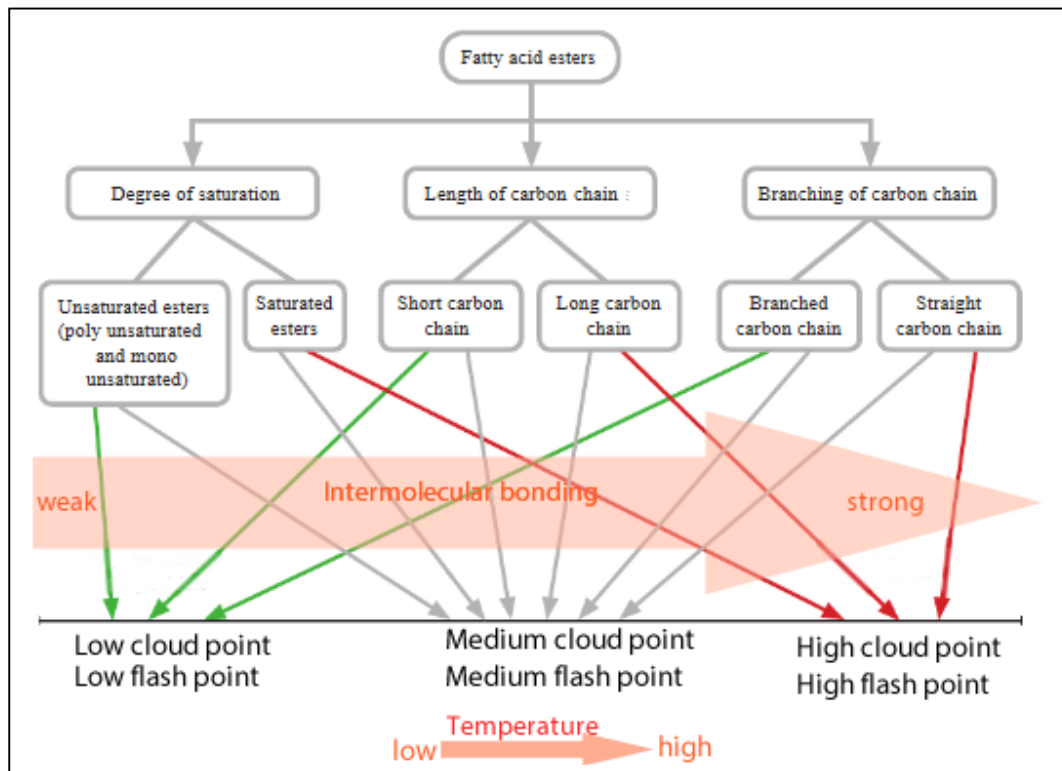 Fatty acid esters
Degree of saturation
Length of carbon chain :
Branching of carbon chain
Unsaturated esters
(poly unsaturated
and mono
unsaturated)
Saturated
esters
Short carbon
chain
Long carbon
chain
Branched
carbon chain
Straight
carbon chain
weak
Intermolecular bonding
strong
Low cloud point
Low flash point
Medium cloud point
Medium flash point
High cloud point
High flash point
Temperature
low
high